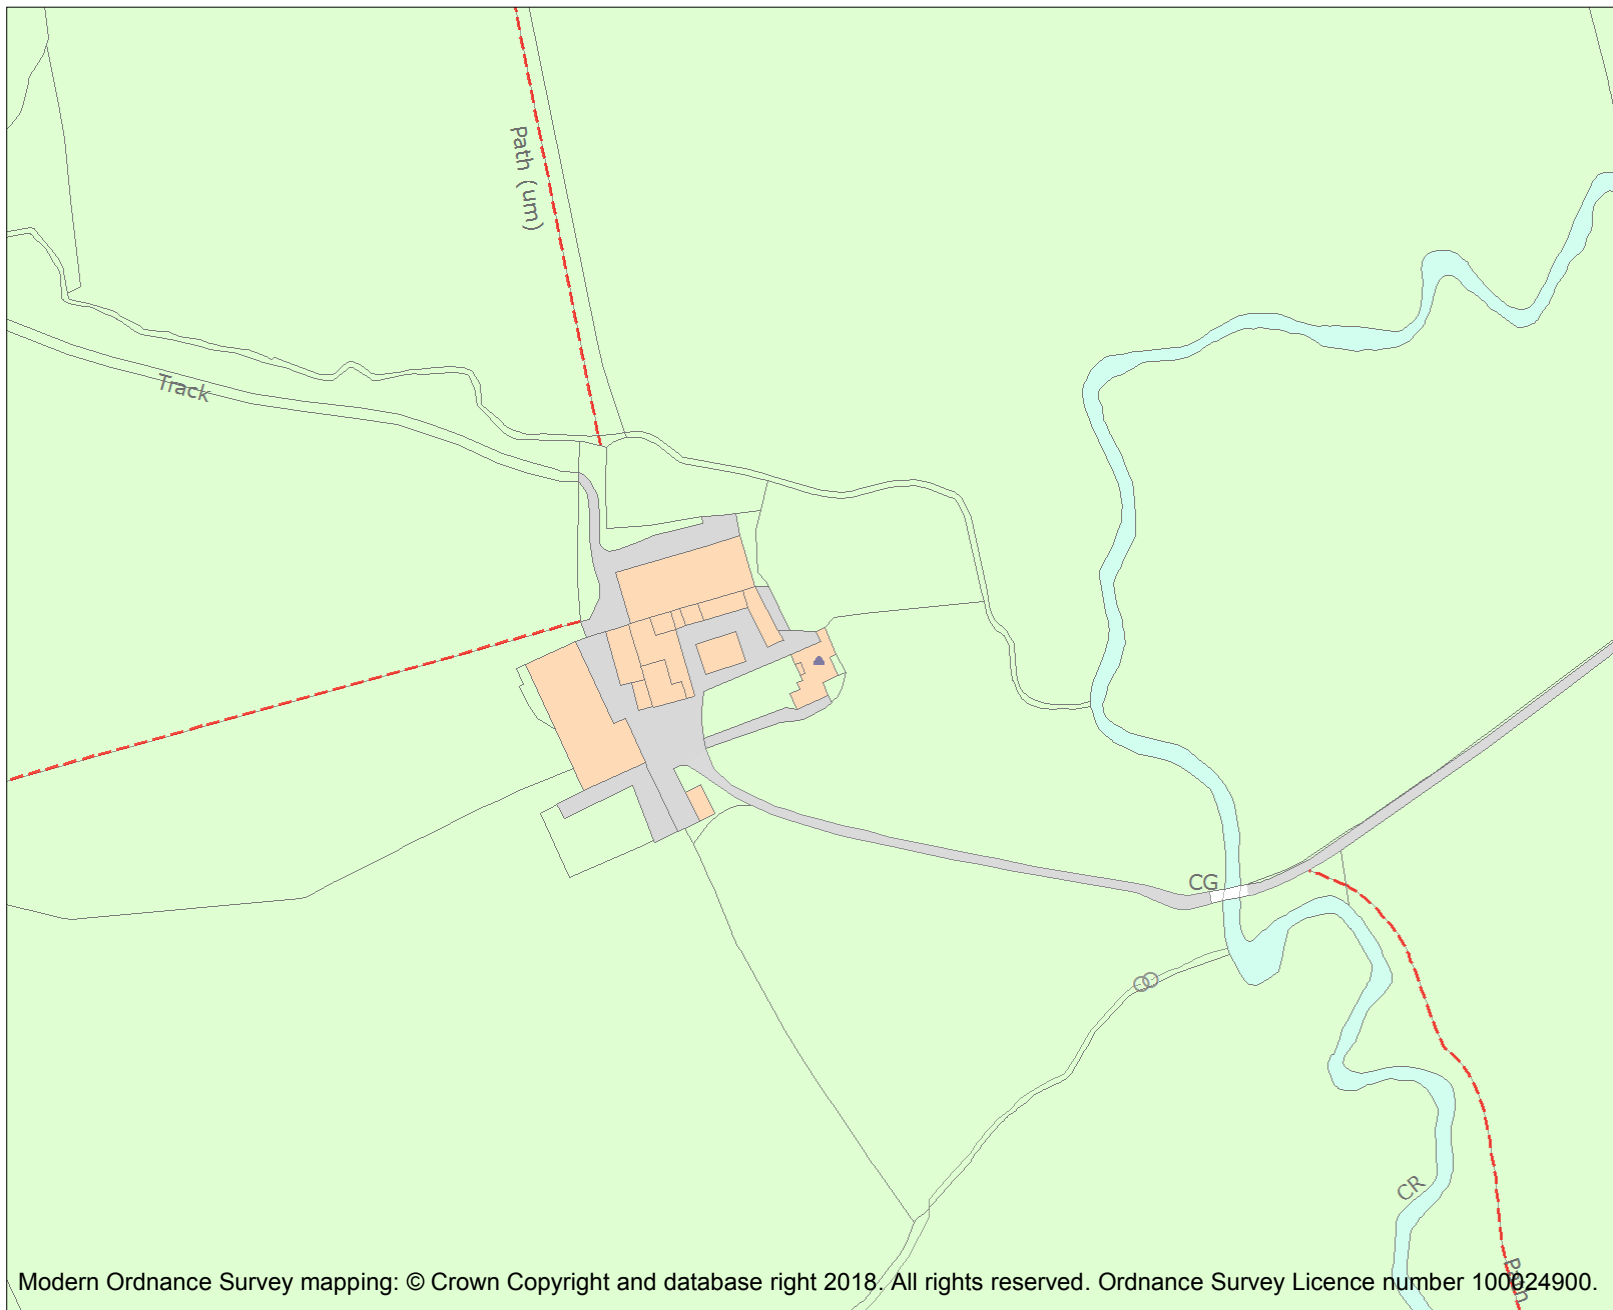 Path (um)
Track
CG
CR
Path
Modern Ordnance Survey mapping: © Crown Copyright and database right 2018. All rights reserved. Ordnance Survey Licence number 100024900.